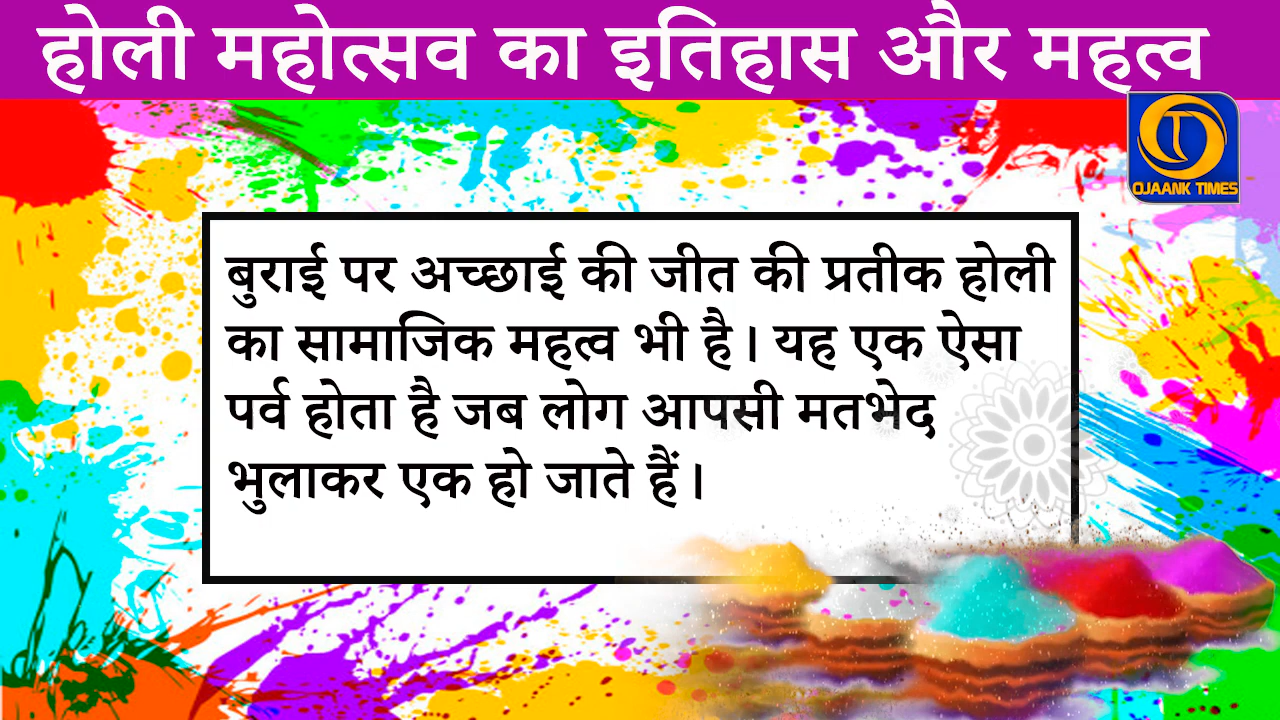 होली महोत्सव का इतिहास और महत्व
OJAANK TIMES
बुराई पर अच्छाई की जीत की प्रतीक होली
का सामाजिक महत्व भी है। यह एक ऐसा
पर्व होता है जब लोग आपसी मतभेद
भुलाकर एक हो जाते हैं।